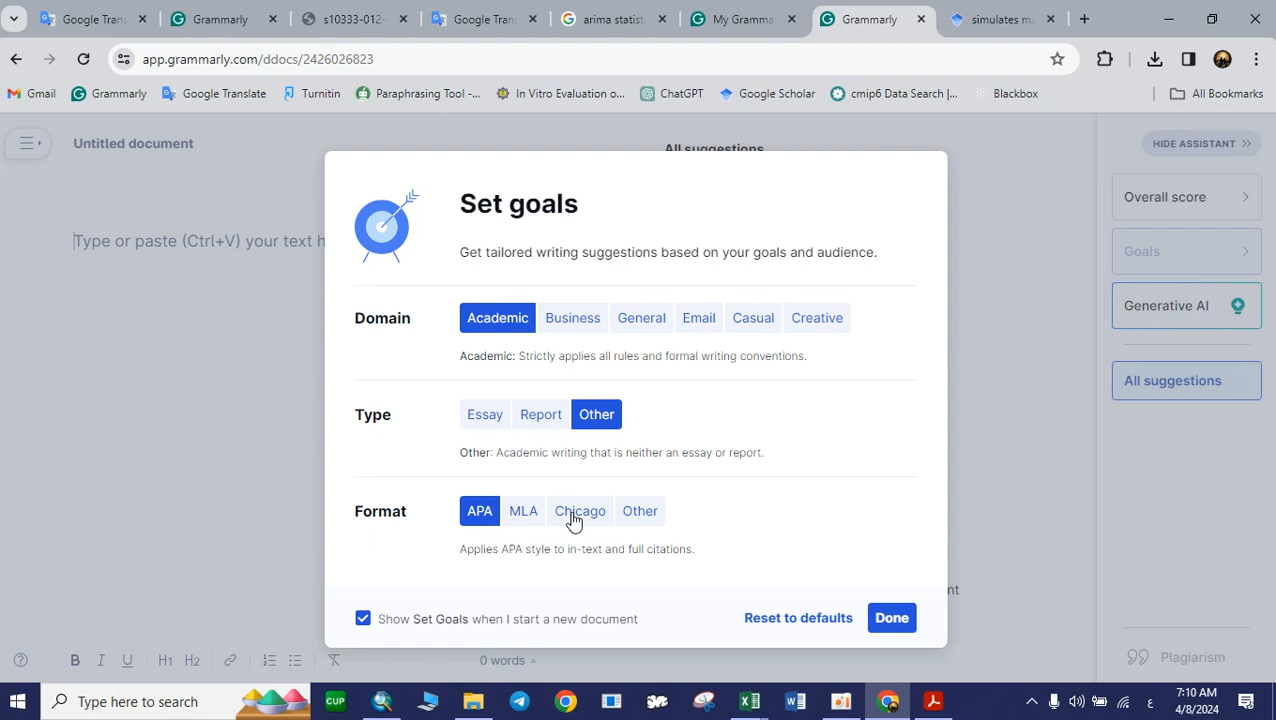 Google Tran
Grammarly
s10333-012-
Google Tran
arima statist
My Gramma
Grammarly
simulates ma
app.grammarly.com/ddocs/2426026823
Gmail
Grammarly
Google Translate
Turnitin
Paraphrasing Tool -...
In Vitro Evaluation o...
ChatGPT
Google Scholar
cmip6 Data Search |...
Blackbox
All Bookmarks
Untitled document
All suggestions
HIDE ASSISTANT
Type or paste (Ctrl+V) your text h
Set goals
Get tailored writing suggestions based on your goals and audience.
Domain
Academic Business General Email Casual Creative
Academic: Strictly applies all rules and formal writing conventions.
Type
Essay Report Other
Other: Academic writing that is neither an essay or report.
Format
APA MLA Chicago Other
Applies APA style to in-text and full citations.
Show Set Goals when I start a new document
Reset to defaults
Done
Overall score
Goals
Generative AI
All suggestions
nt
B I U H1 H2
0 words
Plagiarism
Type here to search
CUP
ع
7:10 AM
4/8/2024